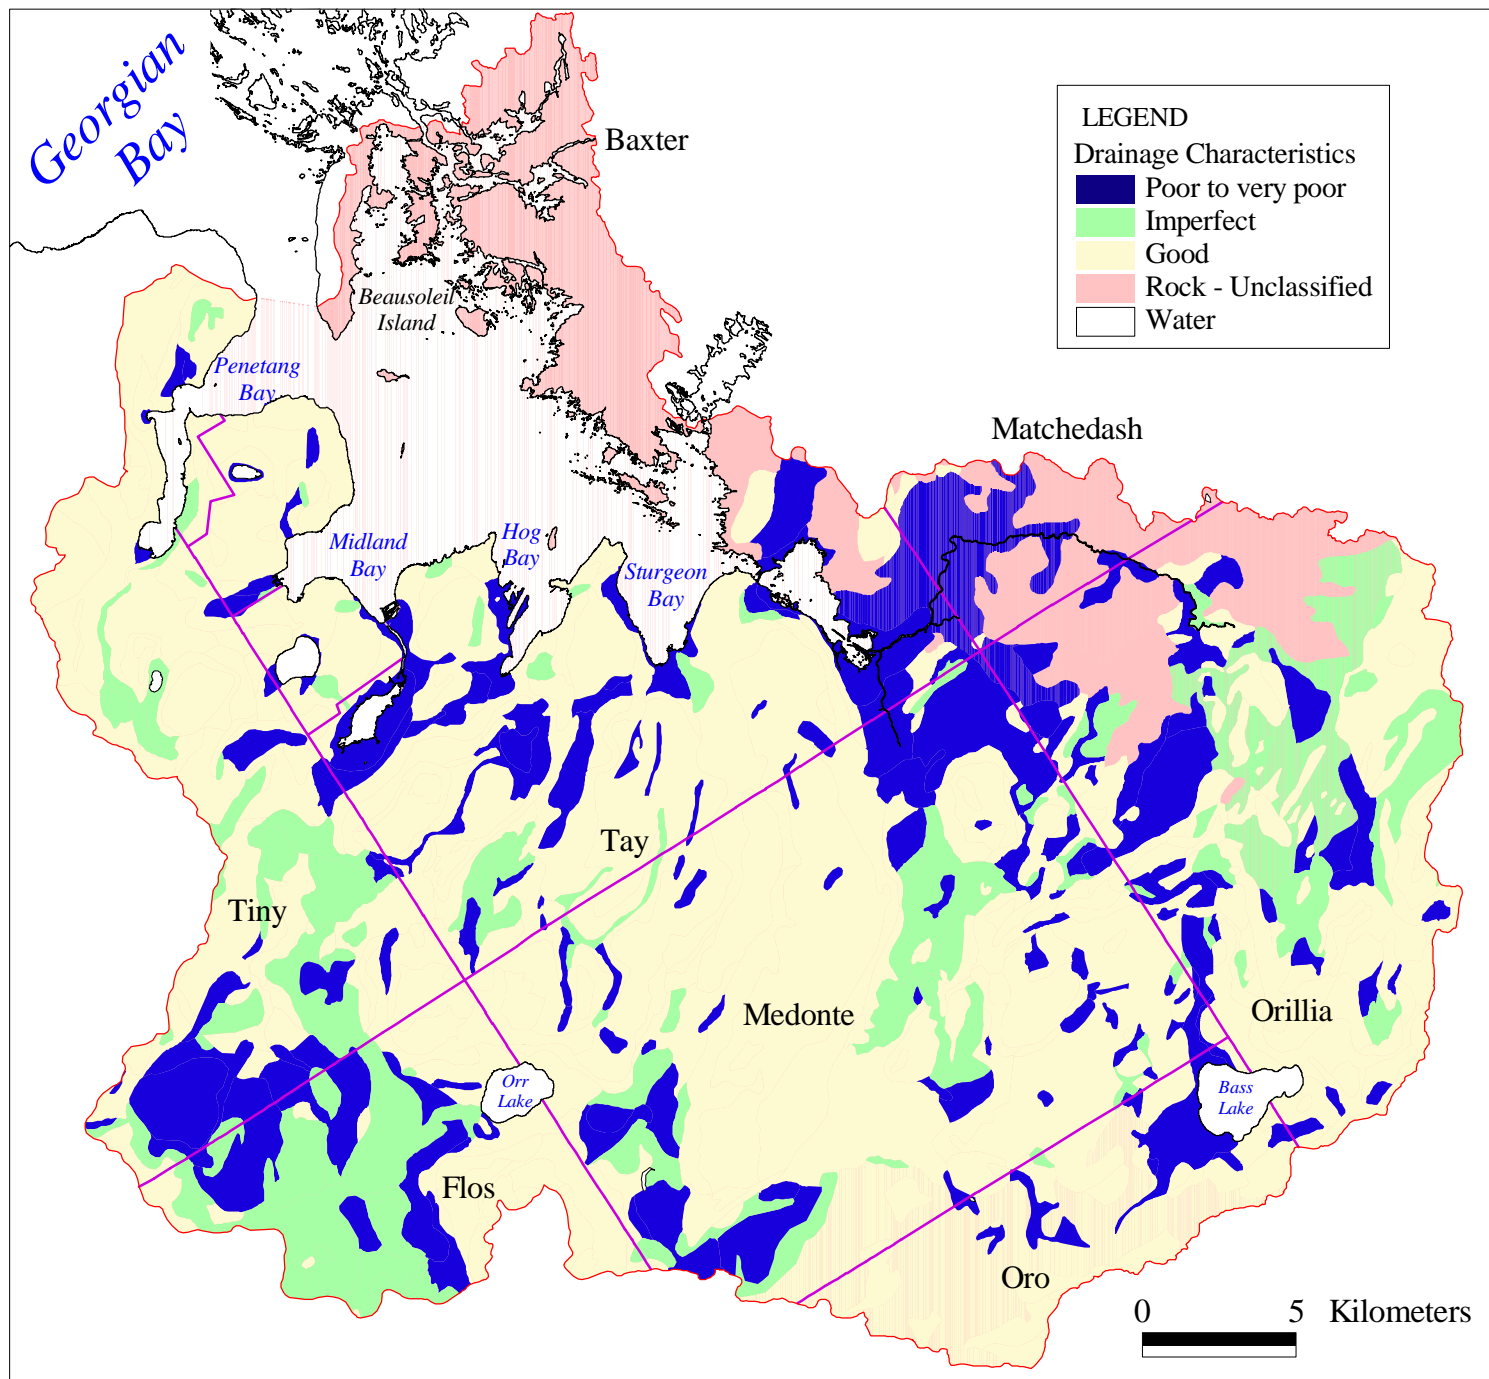 Georgian
Bay
Baxter
LEGEND
Drainage Characteristics
Poor to very poor
Imperfect
Good
Rock - Unclassified
Water
Beausoleil
Island
Penetang
Bay
Matchedash
Midland
Bay
Hog
Bay
Sturgeon
Bay
Tay
Tiny
Medonte
Orillia
Orr
Lake
Bass
Lake
Flos
Oro
0 5 Kilometers